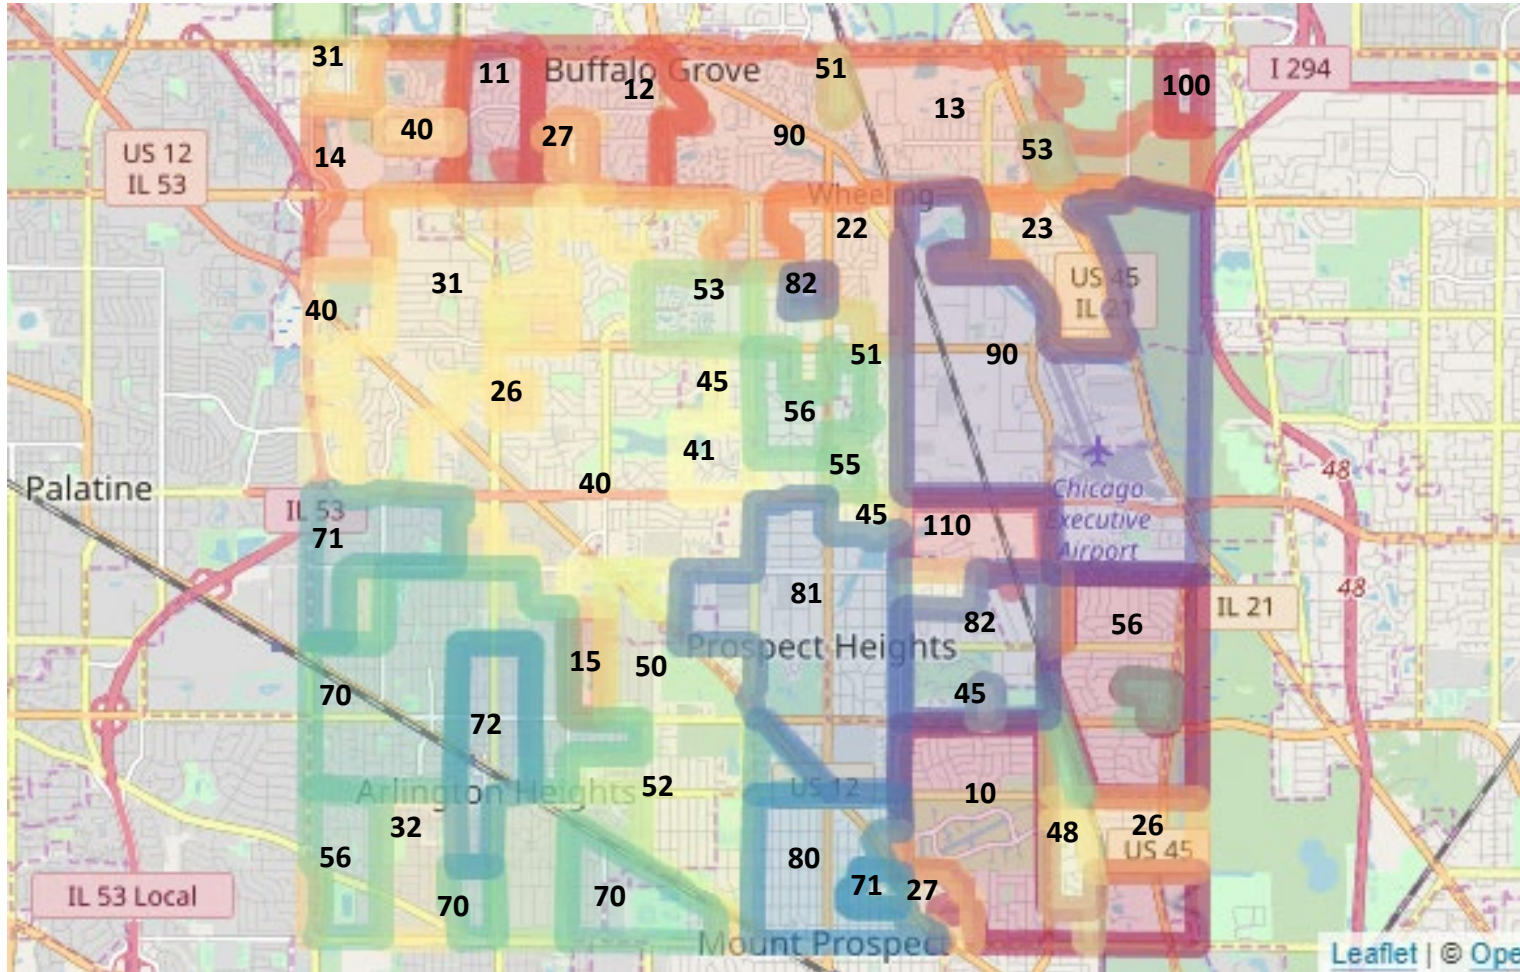 31
11
Buffalo Grove
12
51
I 294
100
13
40
27
90
53
US 12
IL 53
14
Wheeling
22
23
31
53
82
US 45
IL 21
40
90
51
45
26
56
41
55
40
48
Palatine
Chicago
Executive
Airport
IL 53
71
45
110
48
81
82
56
IL 21
Prospect Heights
15
50
45
70
72
52
Arlington Heights
US 12
10
32
48
26
US 45
56
80
71
27
IL 53 Local
70
70
Mount Prospect
Leaflet | © Ope